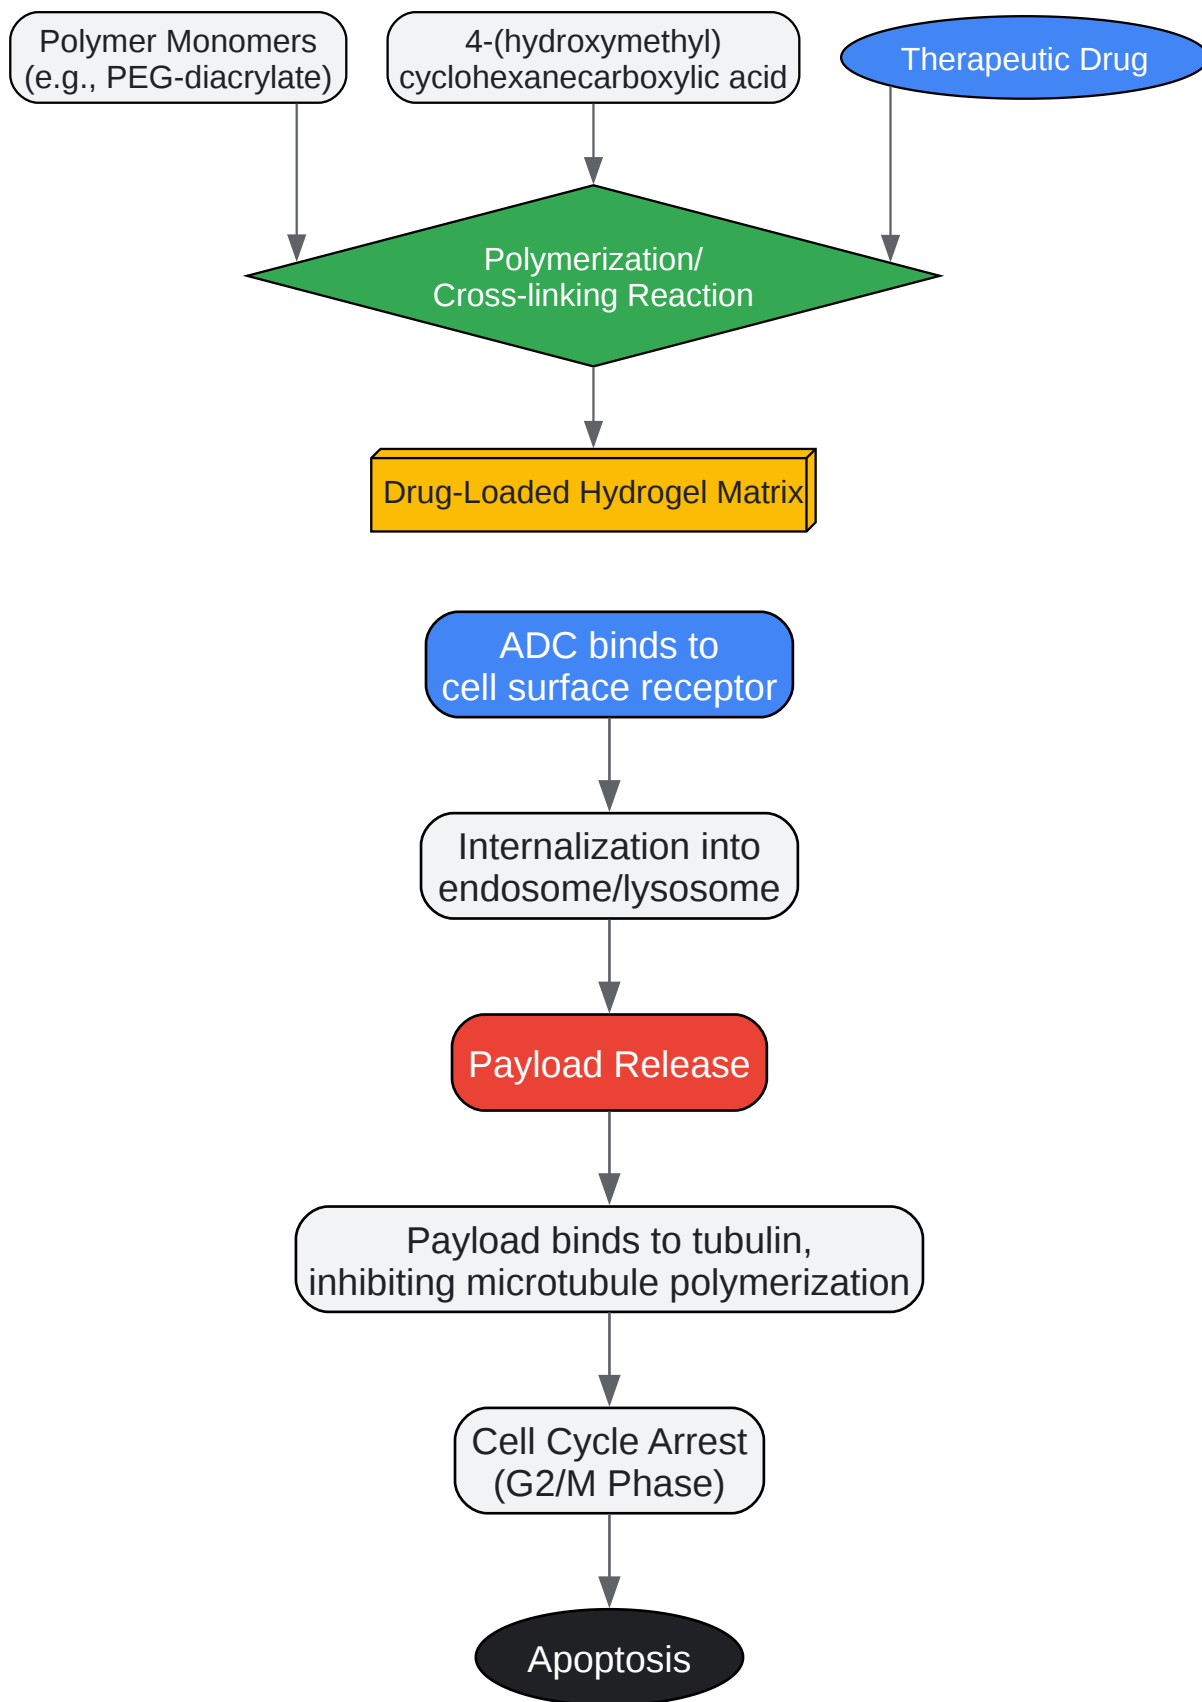 Polymer Monomers
(e.g., PEG-diacrylate)
4-(hydroxymethyl)
cyclohexanecarboxylic acid
Therapeutic Drug
Polymerization/
Cross-linking Reaction
Drug-Loaded Hydrogel Matrix
ADC binds to
cell surface receptor
Internalization into
endosome/lysosome
Payload Release
Payload binds to tubulin,
inhibiting microtubule polymerization
Cell Cycle Arrest
(G2/M Phase)
Apoptosis